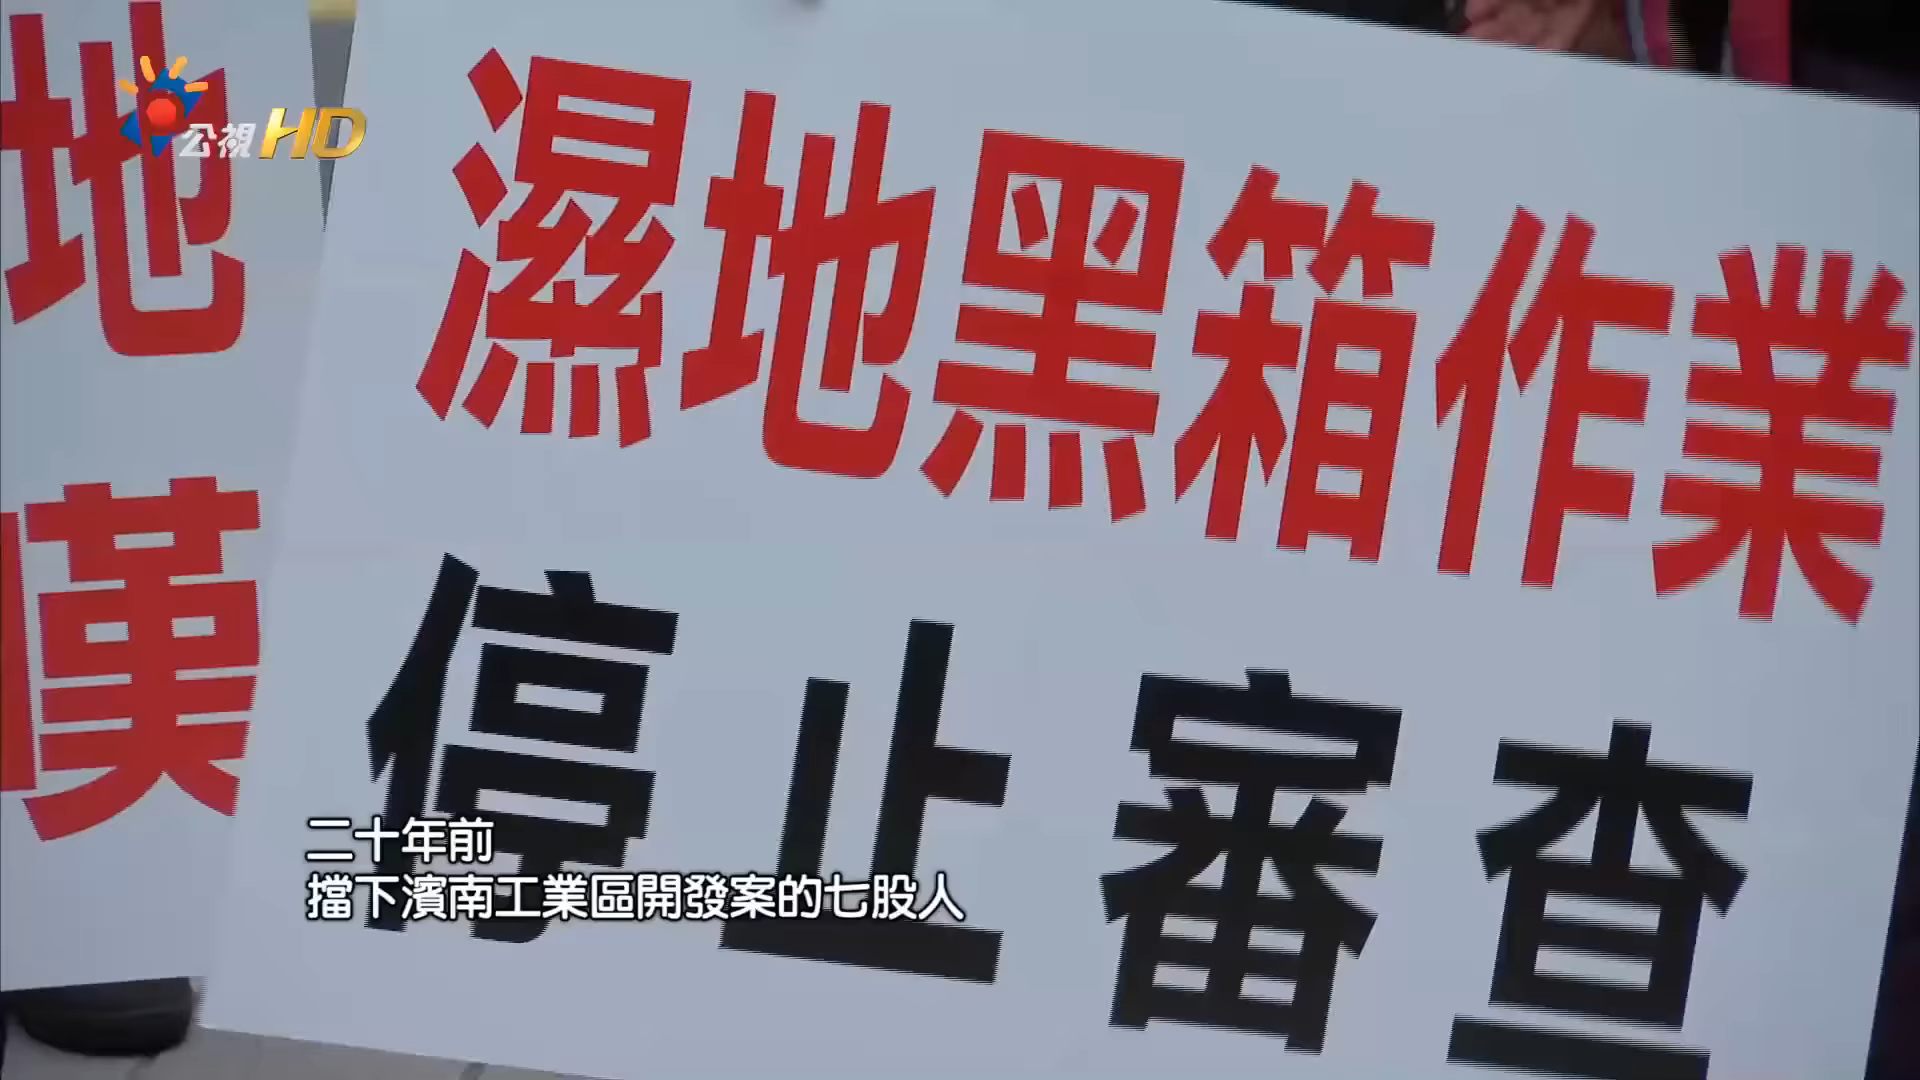 公視HD
濕地黑箱作業
停止審查
地
嘆
二十年前
擋下濱南工業區開發案的七股人